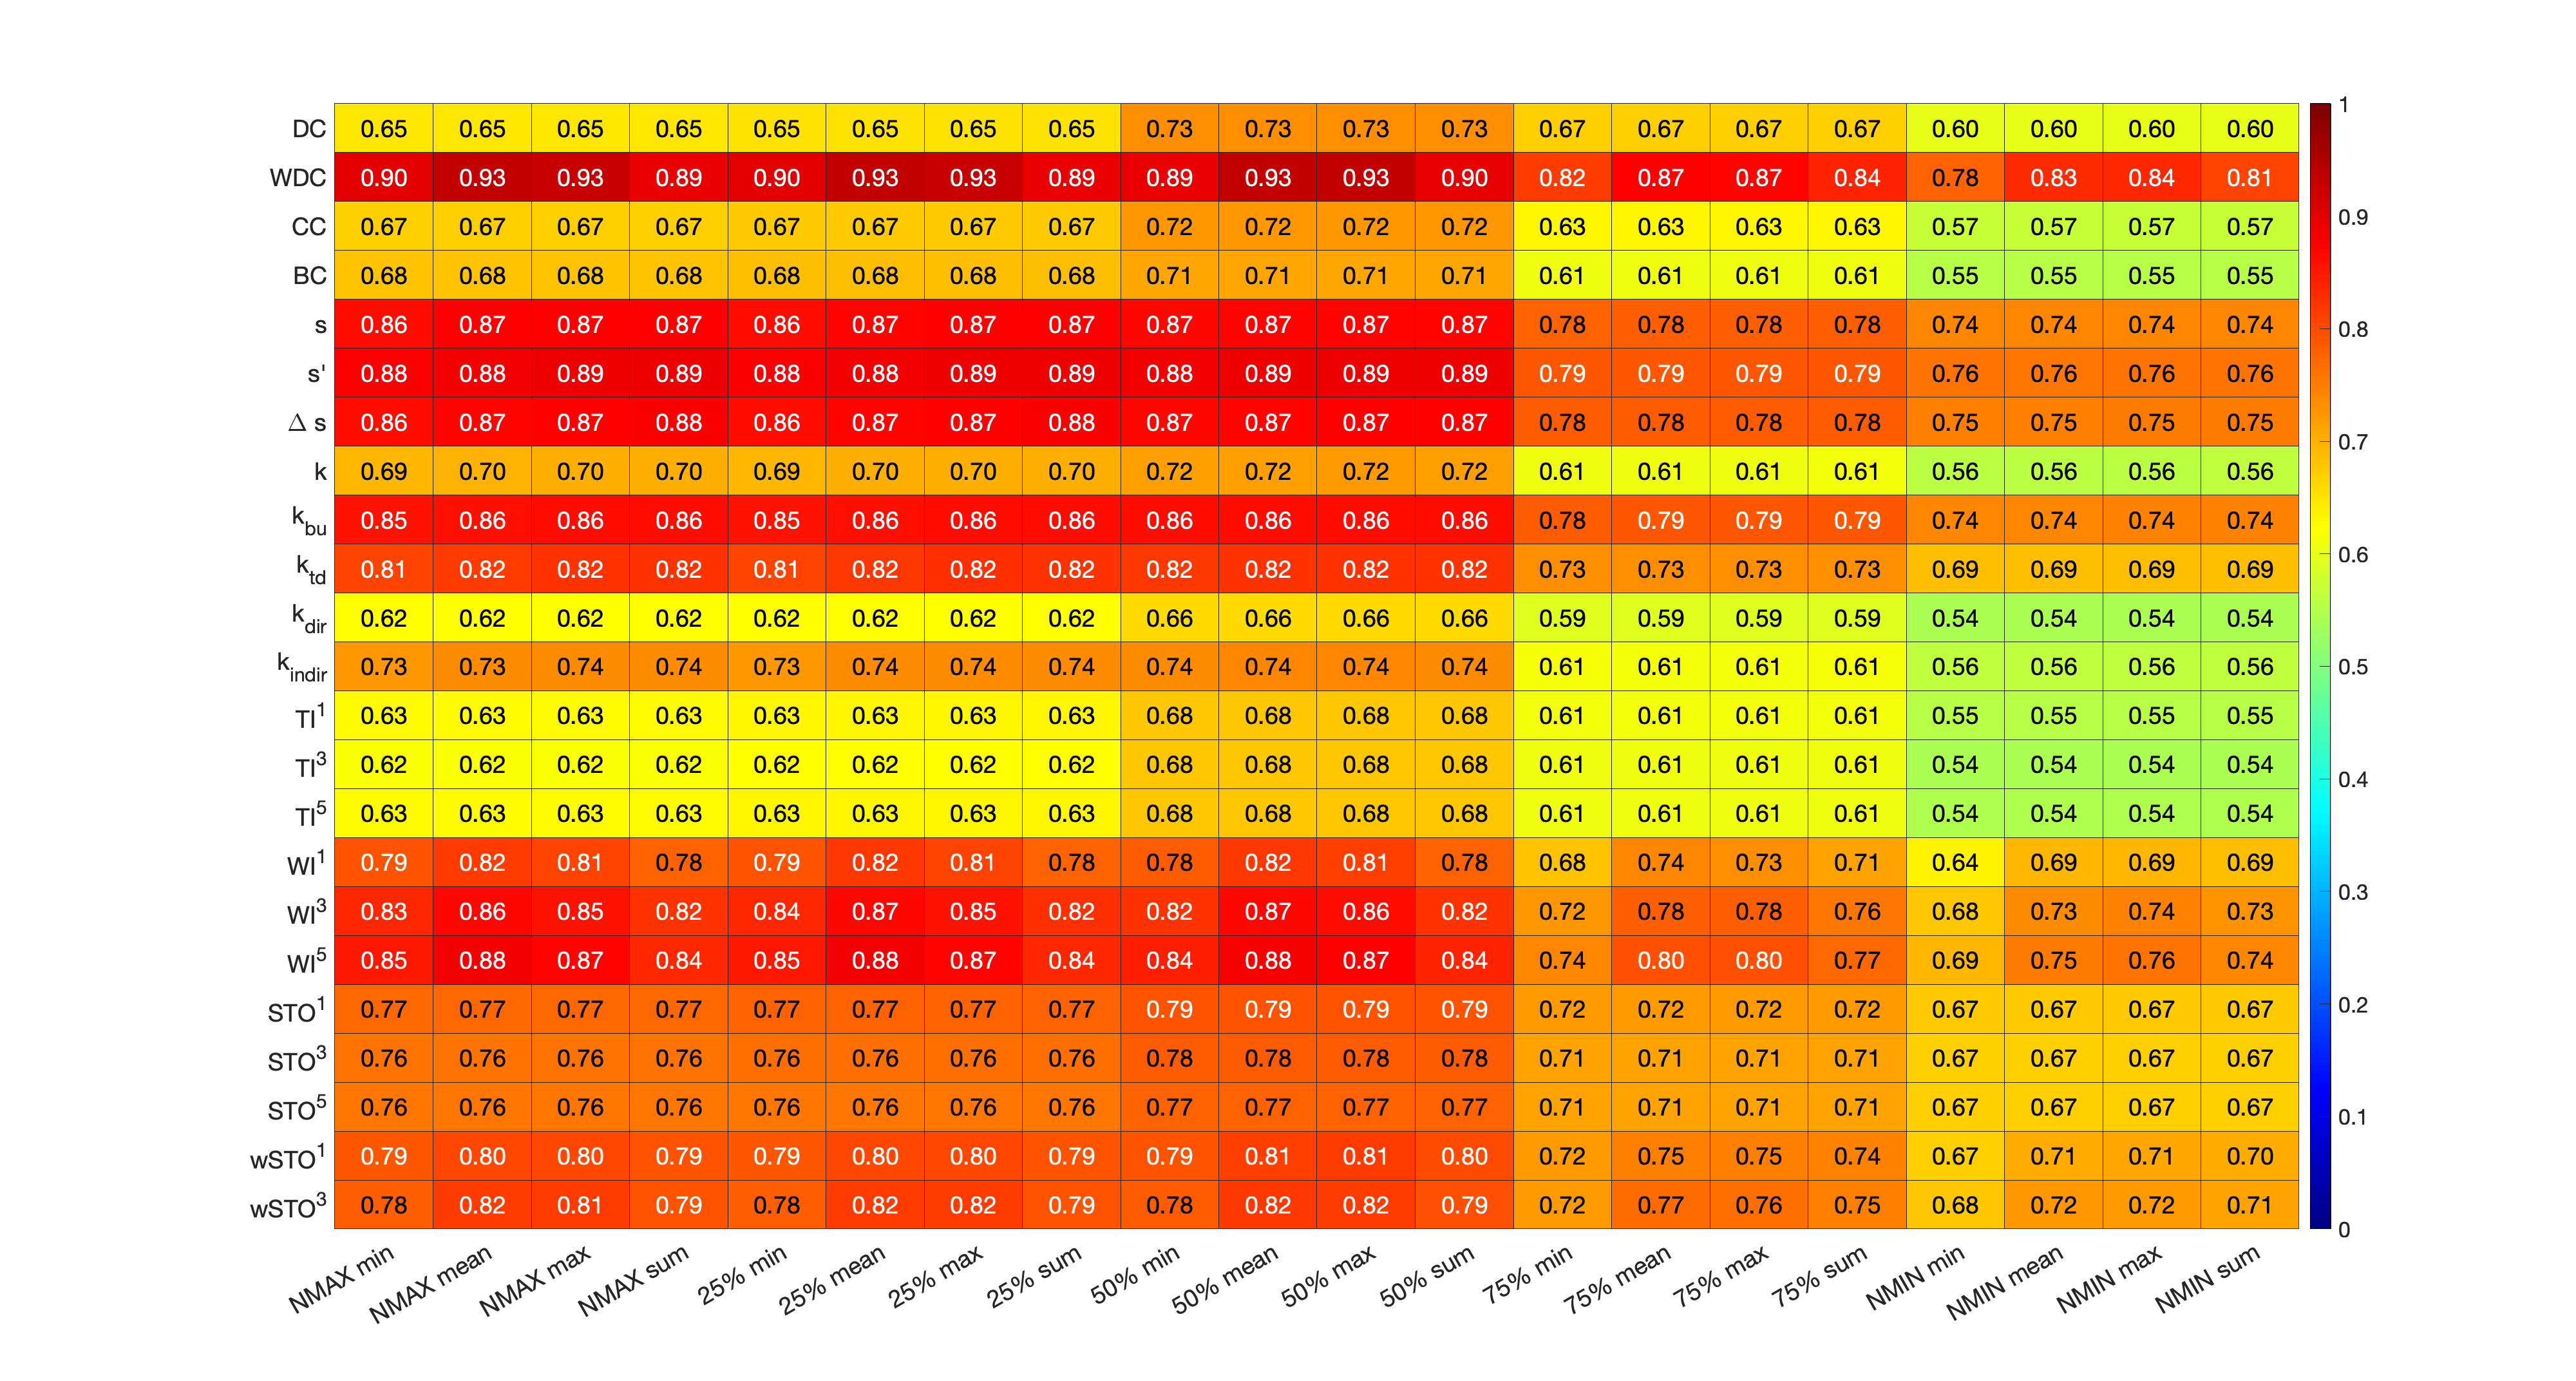 DC 0.65 0.65 0.65 0.65 0.65 0.65 0.65 0.65 0.73 0.73 0.73 0.73 0.67 0.67 0.67 0.67 0.60 0.60 0.60 0.60
WDC 0.90 0.93 0.93 0.89 0.90 0.93 0.93 0.89 0.89 0.93 0.93 0.90 0.82 0.87 0.87 0.84 0.78 0.83 0.84 0.81
CC 0.67 0.67 0.67 0.67 0.67 0.67 0.67 0.67 0.72 0.72 0.72 0.72 0.63 0.63 0.63 0.63 0.57 0.57 0.57 0.57
BC 0.68 0.68 0.68 0.68 0.68 0.68 0.68 0.68 0.71 0.71 0.71 0.71 0.61 0.61 0.61 0.61 0.55 0.55 0.55 0.55
s 0.86 0.87 0.87 0.87 0.86 0.87 0.87 0.87 0.87 0.87 0.87 0.87 0.78 0.78 0.78 0.78 0.74 0.74 0.74 0.74
s' 0.88 0.88 0.89 0.89 0.88 0.88 0.89 0.89 0.88 0.89 0.89 0.89 0.79 0.79 0.79 0.79 0.76 0.76 0.76 0.76
Δ s 0.86 0.87 0.87 0.88 0.86 0.87 0.87 0.88 0.87 0.87 0.87 0.87 0.78 0.78 0.78 0.78 0.75 0.75 0.75 0.75
k 0.69 0.70 0.70 0.70 0.69 0.70 0.70 0.70 0.72 0.72 0.72 0.72 0.61 0.61 0.61 0.61 0.56 0.56 0.56 0.56
k_bu 0.85 0.86 0.86 0.86 0.85 0.86 0.86 0.86 0.86 0.86 0.86 0.86 0.78 0.79 0.79 0.79 0.74 0.74 0.74 0.74
k_td 0.81 0.82 0.82 0.82 0.81 0.82 0.82 0.82 0.82 0.82 0.82 0.82 0.73 0.73 0.73 0.73 0.69 0.69 0.69 0.69
k_dir 0.62 0.62 0.62 0.62 0.62 0.62 0.62 0.62 0.66 0.66 0.66 0.66 0.59 0.59 0.59 0.59 0.54 0.54 0.54 0.54
k_indir 0.73 0.73 0.74 0.74 0.73 0.74 0.74 0.74 0.74 0.74 0.74 0.74 0.61 0.61 0.61 0.61 0.56 0.56 0.56 0.56
TI¹ 0.63 0.63 0.63 0.63 0.63 0.63 0.63 0.63 0.68 0.68 0.68 0.68 0.61 0.61 0.61 0.61 0.55 0.55 0.55 0.55
TI³ 0.62 0.62 0.62 0.62 0.62 0.62 0.62 0.62 0.68 0.68 0.68 0.68 0.61 0.61 0.61 0.61 0.54 0.54 0.54 0.54
TI⁵ 0.63 0.63 0.63 0.63 0.63 0.63 0.63 0.63 0.68 0.68 0.68 0.68 0.61 0.61 0.61 0.61 0.54 0.54 0.54 0.54
WI¹ 0.79 0.82 0.81 0.78 0.79 0.82 0.81 0.78 0.78 0.82 0.81 0.78 0.68 0.74 0.73 0.71 0.64 0.69 0.69 0.69
WI³ 0.83 0.86 0.85 0.82 0.84 0.87 0.85 0.82 0.82 0.87 0.86 0.82 0.72 0.78 0.78 0.76 0.68 0.73 0.74 0.73
WI⁵ 0.85 0.88 0.87 0.84 0.85 0.88 0.87 0.84 0.84 0.88 0.87 0.84 0.74 0.80 0.80 0.77 0.69 0.75 0.76 0.74
STO¹ 0.77 0.77 0.77 0.77 0.77 0.77 0.77 0.77 0.79 0.79 0.79 0.79 0.72 0.72 0.72 0.72 0.67 0.67 0.67 0.67
STO³ 0.76 0.76 0.76 0.76 0.76 0.76 0.76 0.76 0.78 0.78 0.78 0.78 0.71 0.71 0.71 0.71 0.67 0.67 0.67 0.67
STO⁵ 0.76 0.76 0.76 0.76 0.76 0.76 0.76 0.76 0.77 0.77 0.77 0.77 0.71 0.71 0.71 0.71 0.67 0.67 0.67 0.67
wSTO¹ 0.79 0.80 0.80 0.79 0.79 0.80 0.80 0.79 0.79 0.81 0.81 0.80 0.72 0.75 0.75 0.74 0.67 0.71 0.71 0.70
wSTO³ 0.78 0.82 0.81 0.79 0.78 0.82 0.82 0.79 0.78 0.82 0.82 0.79 0.72 0.77 0.76 0.75 0.68 0.72 0.72 0.71
NMAX min
NMAX mean
NMAX max
NMAX sum
25% min
25% mean
25% max
25% sum
50% min
50% mean
50% max
50% sum
75% min
75% mean
75% max
75% sum
NMIN min
NMIN mean
NMIN max
NMIN sum
1
0.9
0.8
0.7
0.6
0.5
0.4
0.3
0.2
0.1
0